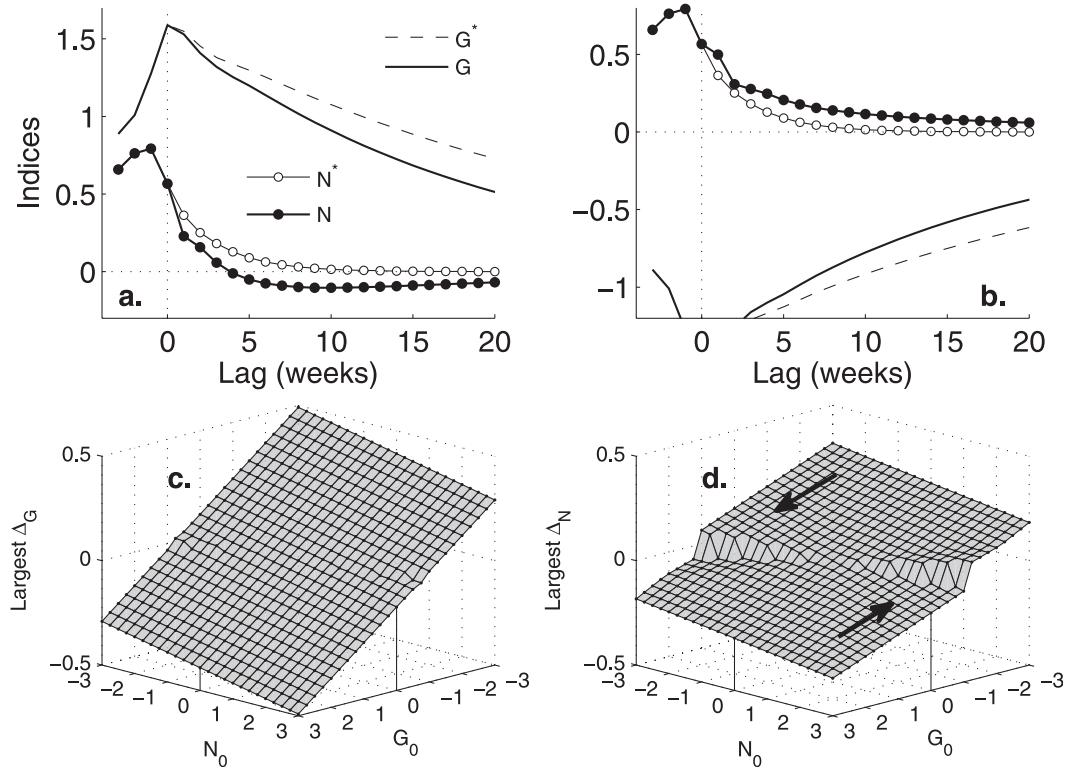 1.5
1
0.5
0
Indices
G*
G
N*
N
a.
0 5 10 15 20
Lag (weeks)
0.5
0
−0.5
−1
b.
0 5 10 15 20
Lag (weeks)
c.
0.5
0
−0.5
Largest Δ_G
−3 −2 −1 0 1 2 3
N_0
3 2 1 0 −1 −2 −3
G_0
d.
0.5
0
−0.5
Largest Δ_N
−3 −2 −1 0 1 2 3
N_0
3 2 1 0 −1 −2 −3
G_0